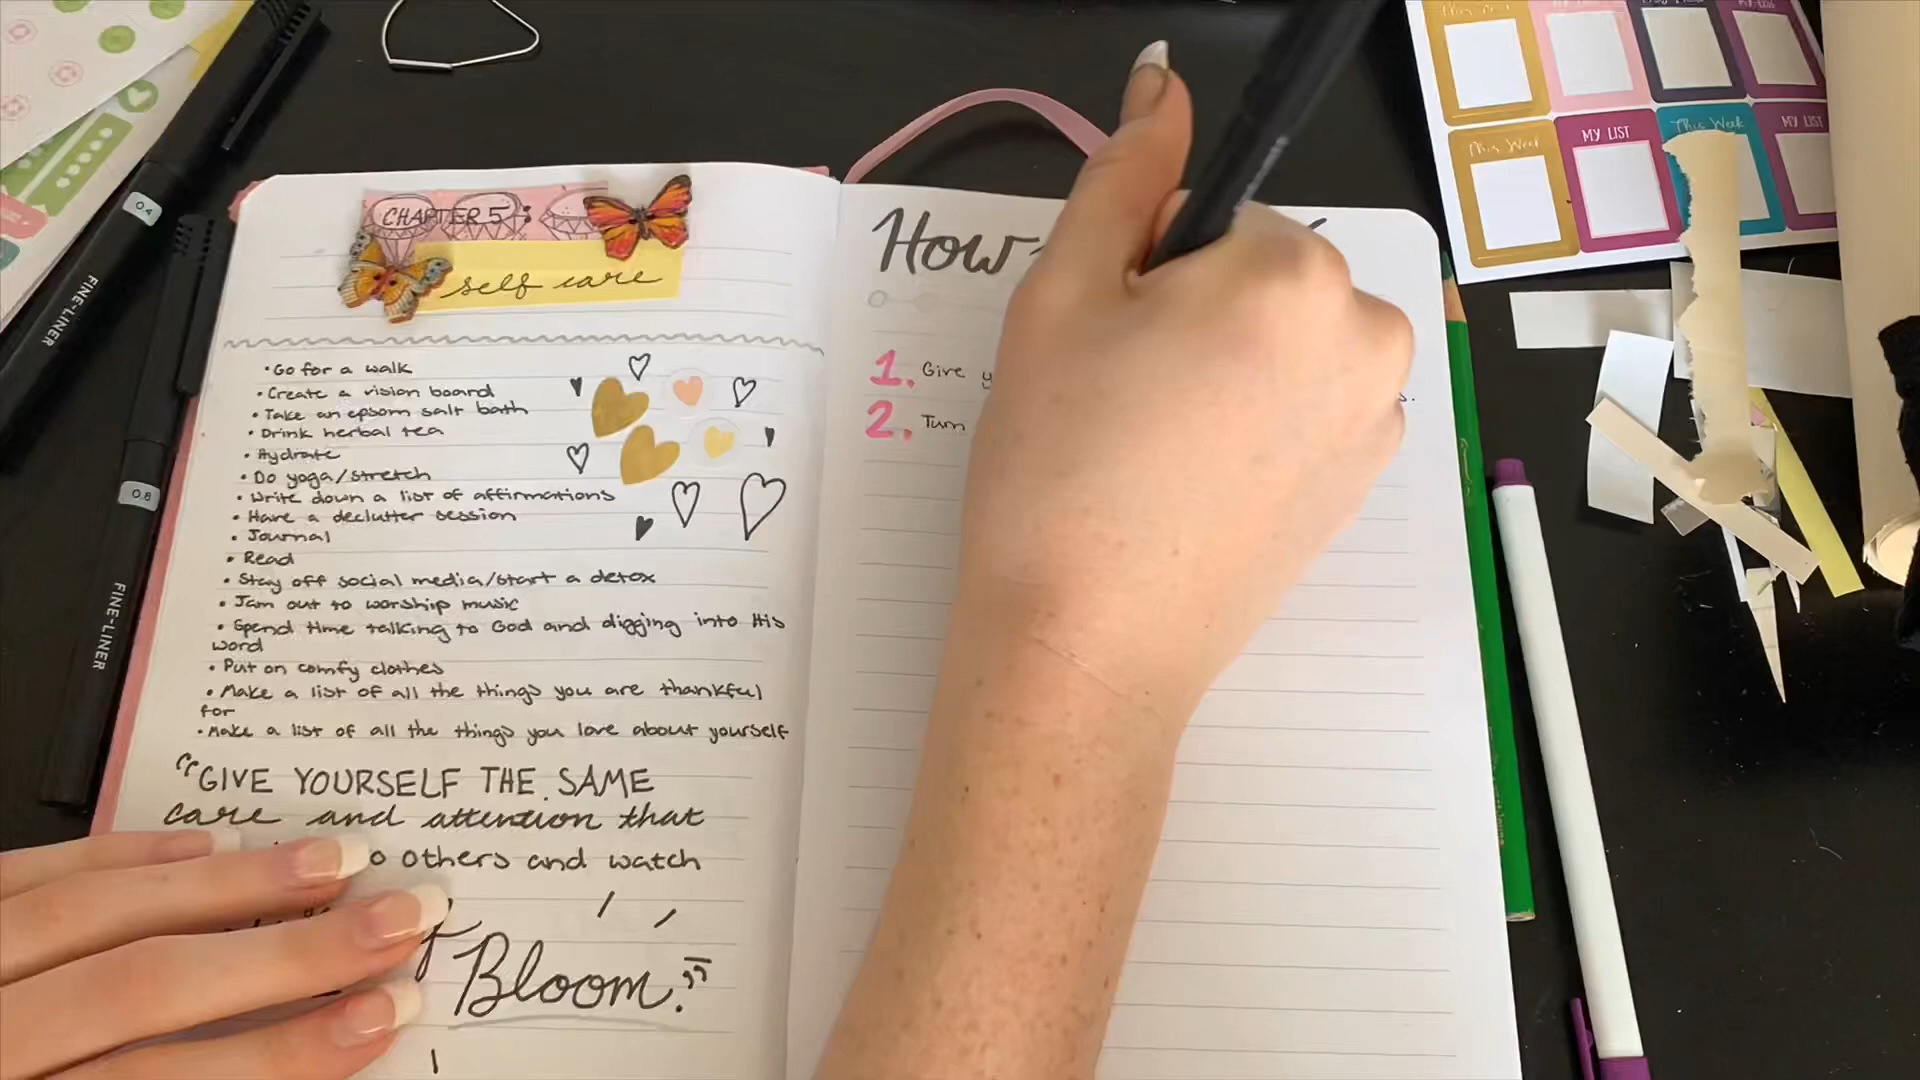 CHAPTER 5:
self care
• Go for a walk
• Create a vision board
• Take an epsom salt bath
• Drink herbal tea
• Hydrate
• Do yoga/stretch
• Write down a list of affirmations
• Have a declutter session
• Journal
• Read
• Stay off social media/start a detox
• Jam out to worship music
• Spend time talking to God and digging into His
word
• Put on comfy clothes
• Make a list of all the things you are thankful
for
• Make a list of all the things you love about yourself
"GIVE YOURSELF THE SAME
care and attention that
others and watch
Bloom."
How
1. Give
2. Turn
This Week
MY LIST
This Week
MY LIST
0.4
FINE-LINER
0.8
FINE-LINER